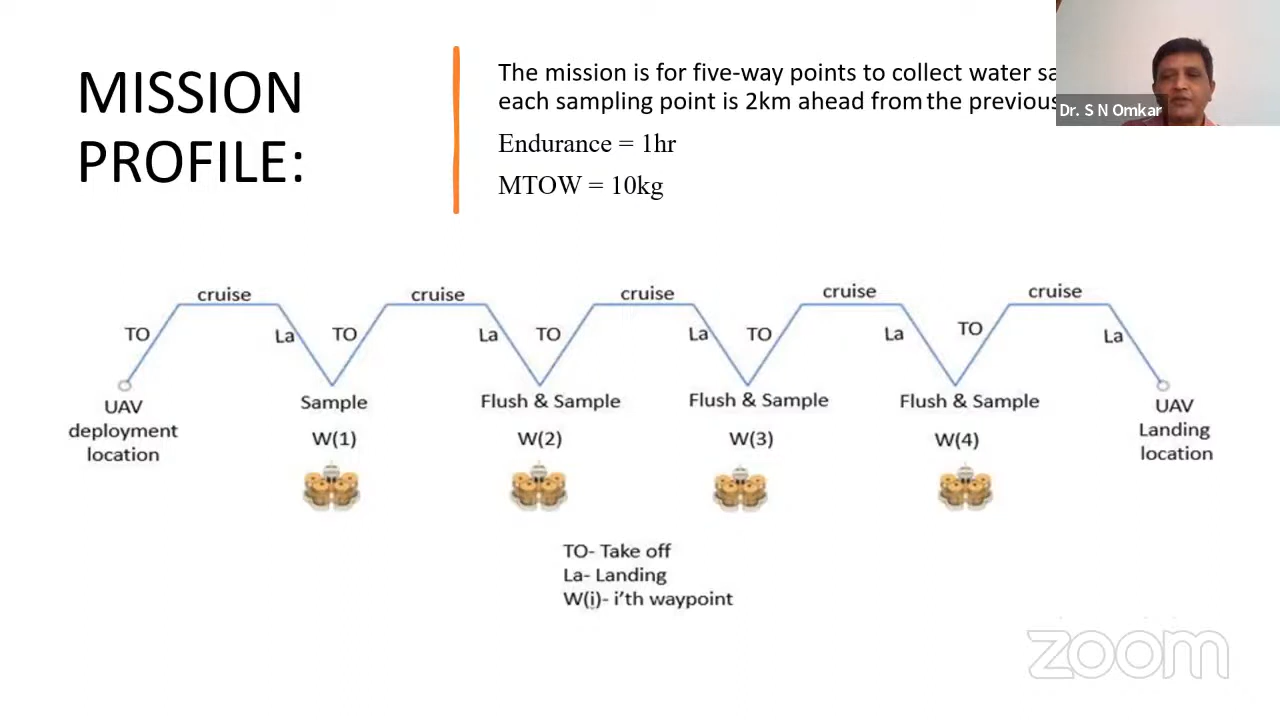 MISSION
PROFILE:
The mission is for five-way points to collect water
each sampling point is 2km ahead from the previous
Endurance = 1hr
MTOW = 10kg
Dr. S N Omkar
cruise cruise cruise cruise cruise
TO La TO La TO La TO La TO La
UAV
deployment
location
Sample Flush & Sample Flush & Sample Flush & Sample
UAV
Landing
location
W(1) W(2) W(3) W(4)
TO- Take off
La- Landing
W(i)- i'th waypoint
zoom